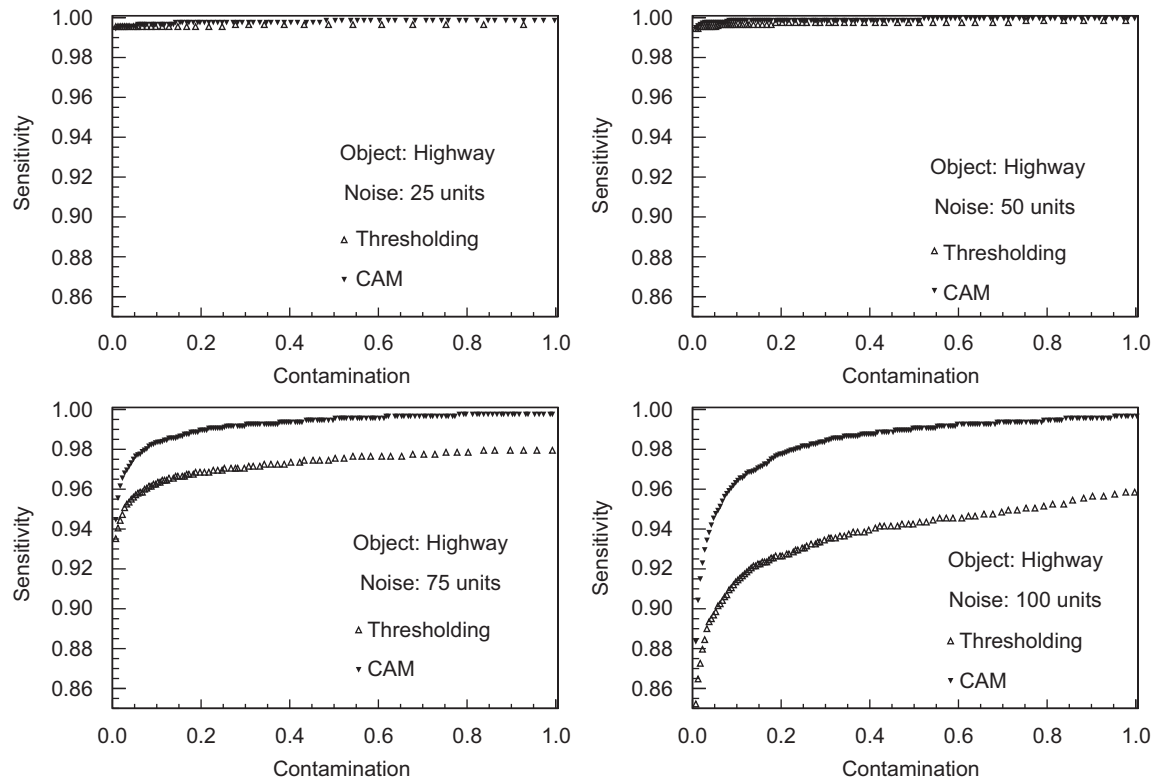 1.00
0.98
0.96
0.94
0.92
0.90
0.88
0.86
Sensitivity
Object: Highway
Noise: 25 units
Thresholding
CAM
0.0 0.2 0.4 0.6 0.8 1.0
Contamination
1.00
0.98
0.96
0.94
0.92
0.90
0.88
0.86
Sensitivity
Object: Highway
Noise: 50 units
Thresholding
CAM
0.0 0.2 0.4 0.6 0.8 1.0
Contamination
1.00
0.98
0.96
0.94
0.92
0.90
0.88
0.86
Sensitivity
Object: Highway
Noise: 75 units
Thresholding
CAM
0.0 0.2 0.4 0.6 0.8 1.0
Contamination
1.00
0.98
0.96
0.94
0.92
0.90
0.88
0.86
Sensitivity
Object: Highway
Noise: 100 units
Thresholding
CAM
0.0 0.2 0.4 0.6 0.8 1.0
Contamination